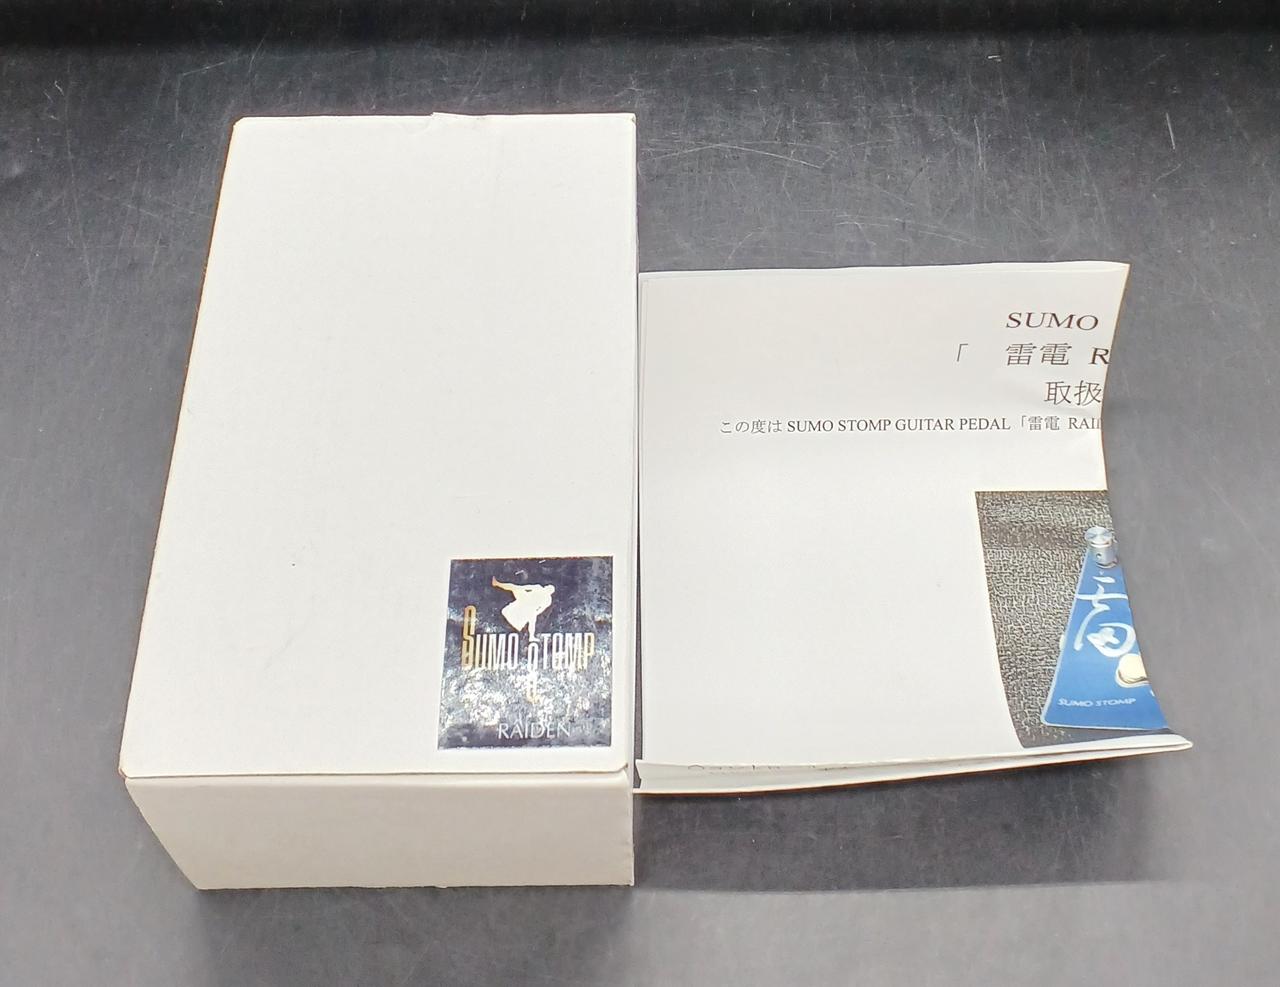 SUMO STOMP
RAIDEN
SUMO
「 雷電 R
取扱
この度は SUMO STOMP GUITAR PEDAL「雷電 RAI
SUMO STOMP